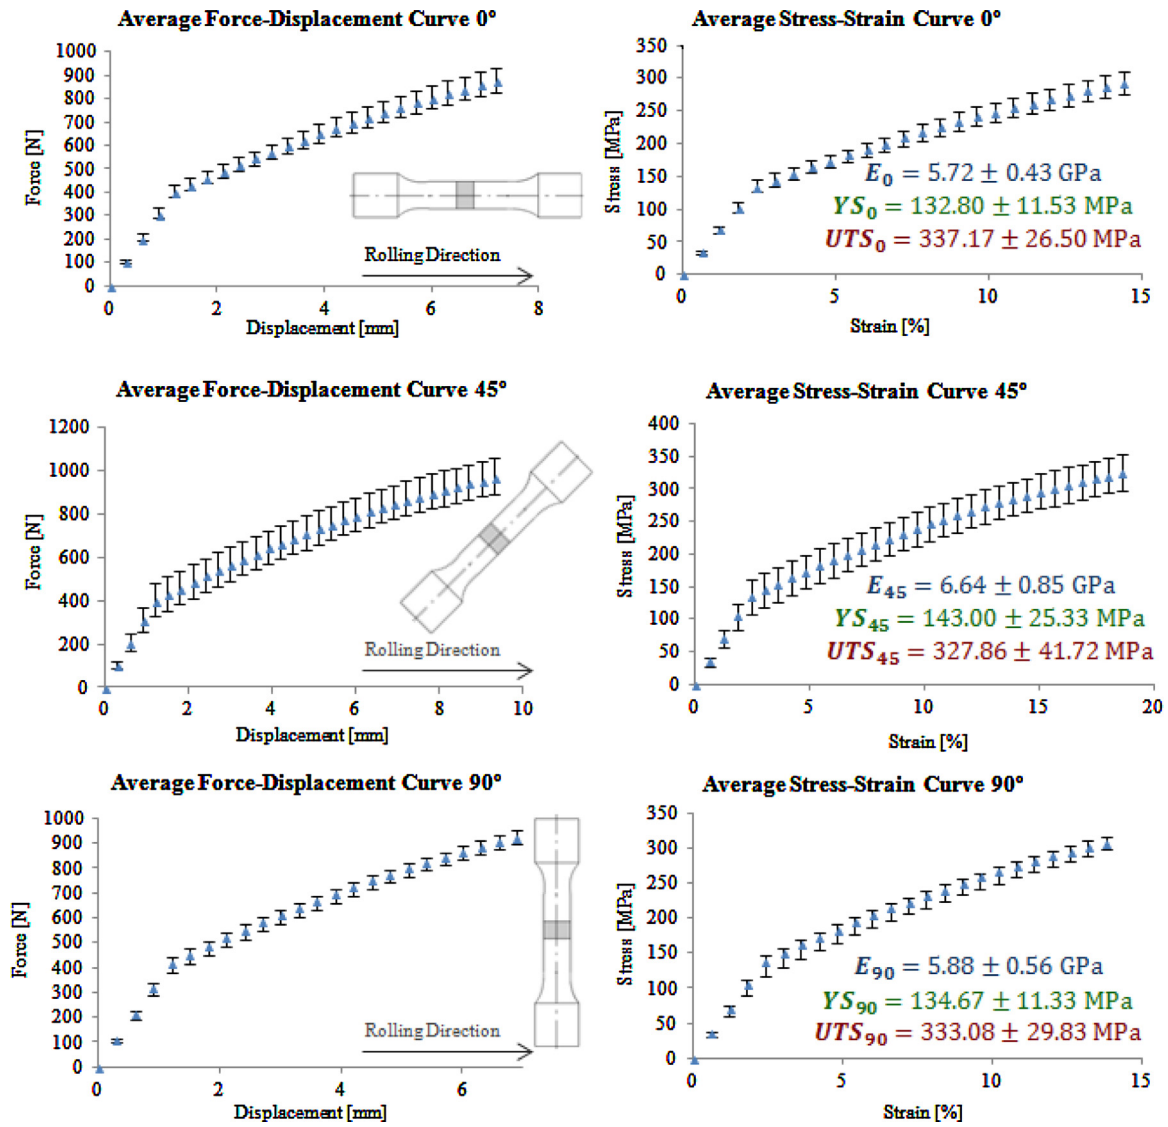 Average Force-Displacement Curve 0°
1000
900
800
700
600
500
400
300
200
100
0
Force [N]
0 2 4 6 8
Displacement [mm]
Rolling Direction
Average Stress-Strain Curve 0°
350
300
250
200
150
100
50
0
Stress [MPa]
0 5 10 15
Strain [%]
E0 = 5.72 ± 0.43 GPa
YS0 = 132.80 ± 11.53 MPa
UTS0 = 337.17 ± 26.50 MPa
Average Force-Displacement Curve 45°
1200
1000
800
600
400
200
0
Force [N]
0 2 4 6 8 10
Displacement [mm]
Rolling Direction
Average Stress-Strain Curve 45°
400
350
300
250
200
150
100
50
0
Stress [MPa]
0 5 10 15 20
Strain [%]
E45 = 6.64 ± 0.85 GPa
YS45 = 143.00 ± 25.33 MPa
UTS45 = 327.86 ± 41.72 MPa
Average Force-Displacement Curve 90°
1000
900
800
700
600
500
400
300
200
100
0
Force [N]
0 2 4 6
Displacement [mm]
Rolling Direction
Average Stress-Strain Curve 90°
350
300
250
200
150
100
50
0
Stress [MPa]
0 5 10 15
Strain [%]
E90 = 5.88 ± 0.56 GPa
YS90 = 134.67 ± 11.33 MPa
UTS90 = 333.08 ± 29.83 MPa